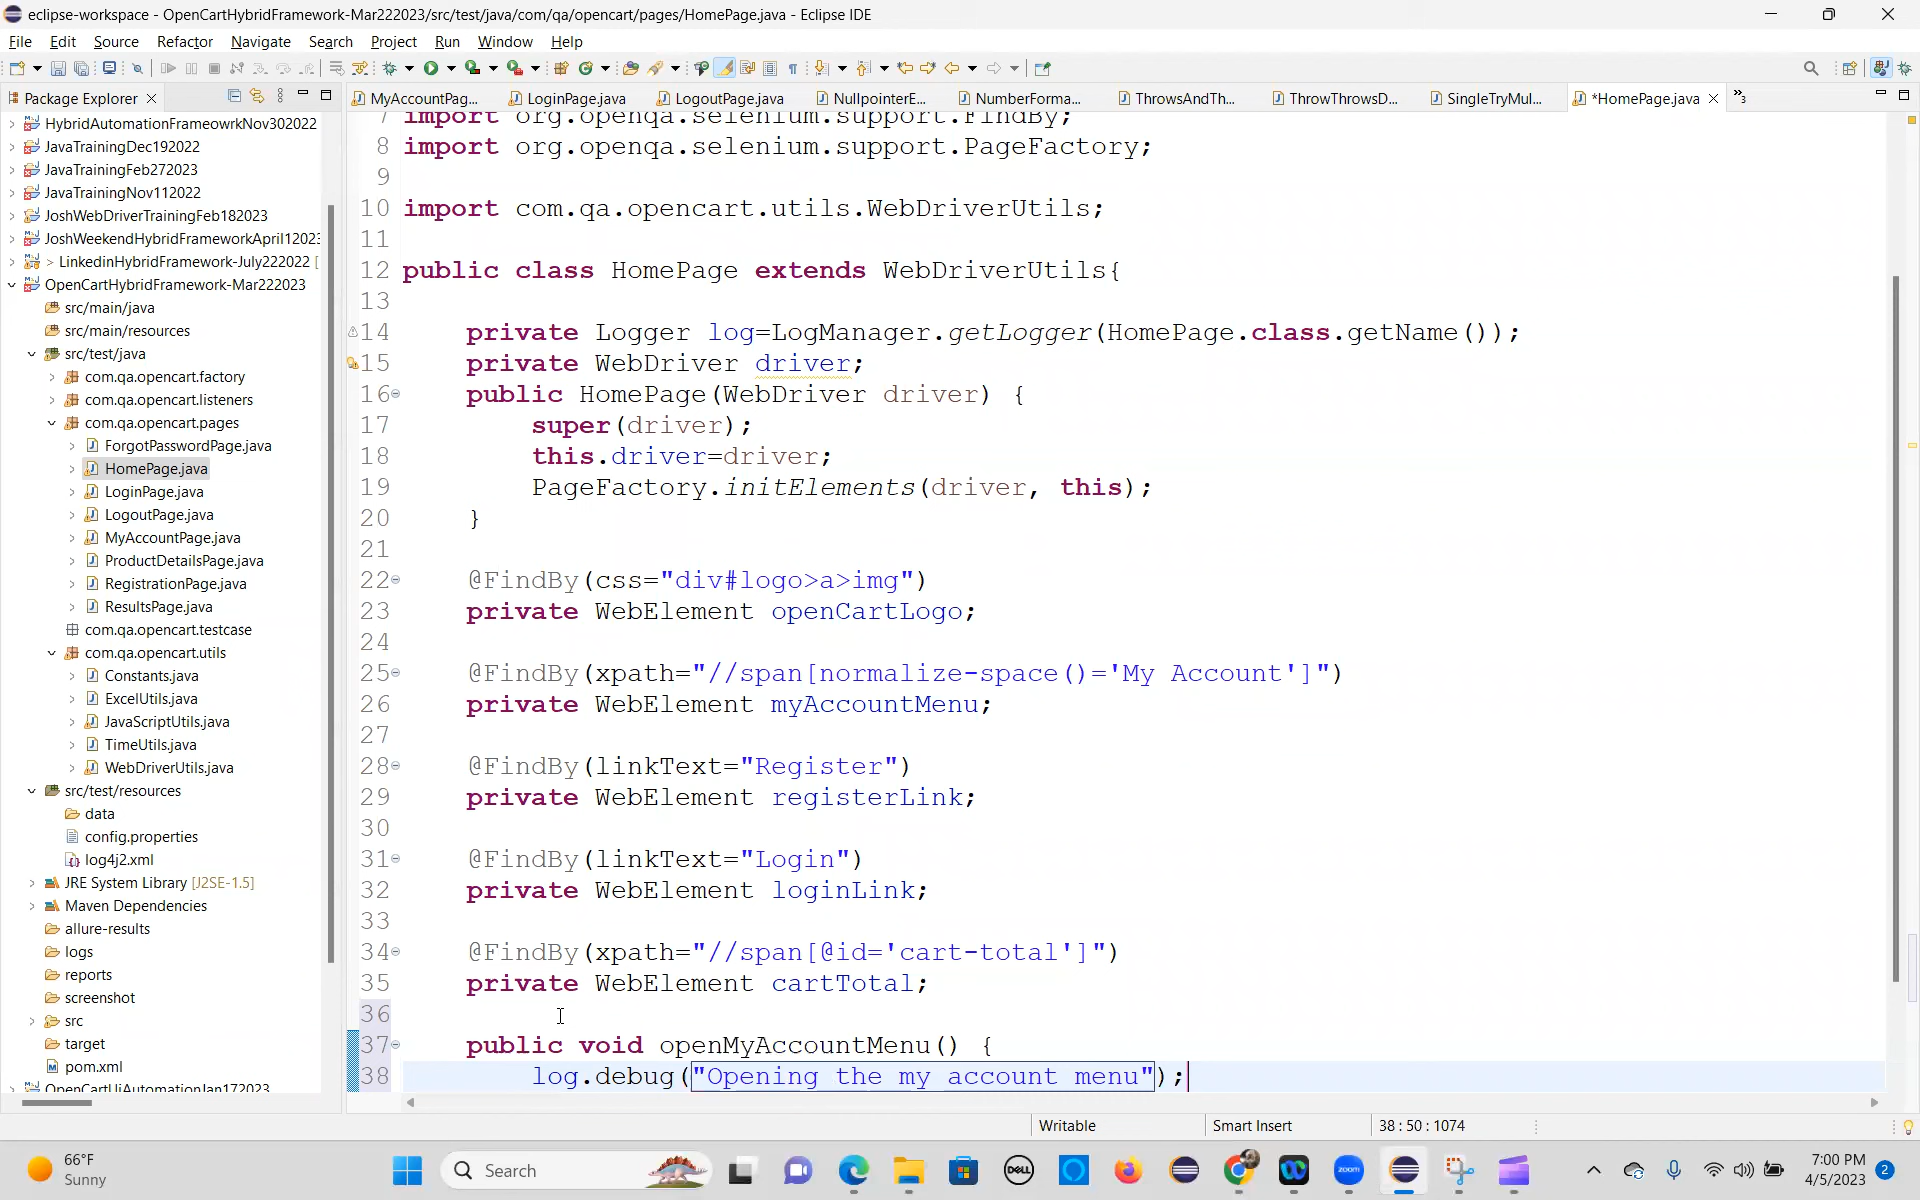 eclipse-workspace - OpenCartHybridFramework-Mar222023/src/test/java/com/qa/opencart/pages/HomePage.java - Eclipse IDE
File Edit Source Refactor Navigate Search Project Run Window Help
Package Explorer
MyAccountPag... LoginPage.java LogoutPage.java NullpointerE... NumberForma... ThrowsAndTh... ThrowThrowsD... SingleTryMul... *HomePage.java »3
HybridAutomationFrameowrkNov302022
JavaTrainingDec192022
JavaTrainingFeb272023
JavaTrainingNov112022
JoshWebDriverTrainingFeb182023
JoshWeekendHybridFrameworkApril12023
> LinkedinHybridFramework-July222022 [
OpenCartHybridFramework-Mar222023
src/main/java
src/main/resources
src/test/java
com.qa.opencart.factory
com.qa.opencart.listeners
com.qa.opencart.pages
ForgotPasswordPage.java
HomePage.java
LoginPage.java
LogoutPage.java
MyAccountPage.java
ProductDetailsPage.java
RegistrationPage.java
ResultsPage.java
com.qa.opencart.testcase
com.qa.opencart.utils
Constants.java
ExcelUtils.java
JavaScriptUtils.java
TimeUtils.java
WebDriverUtils.java
src/test/resources
data
config.properties
log4j2.xml
JRE System Library [J2SE-1.5]
Maven Dependencies
allure-results
logs
reports
screenshot
src
target
pom.xml
OpenCartUiAutomationJan172023
7 import org.openqa.selenium.support.FindBy;
8 import org.openqa.selenium.support.PageFactory;
9
10 import com.qa.opencart.utils.WebDriverUtils;
11
12 public class HomePage extends WebDriverUtils{
13
14 private Logger log=LogManager.getLogger(HomePage.class.getName());
15 private WebDriver driver;
16 public HomePage(WebDriver driver) {
17 super(driver);
18 this.driver=driver;
19 PageFactory.initElements(driver, this);
20 }
21
22 @FindBy(css="div#logo>a>img")
23 private WebElement openCartLogo;
24
25 @FindBy(xpath="//span[normalize-space()='My Account']")
26 private WebElement myAccountMenu;
27
28 @FindBy(linkText="Register")
29 private WebElement registerLink;
30
31 @FindBy(linkText="Login")
32 private WebElement loginLink;
33
34 @FindBy(xpath="//span[@id='cart-total']")
35 private WebElement cartTotal;
36
37 public void openMyAccountMenu() {
38 log.debug("Opening the my account menu");
Writable Smart Insert 38 : 50 : 1074
66°F
Sunny
Search
DELL
zoom
7:00 PM
4/5/2023
2